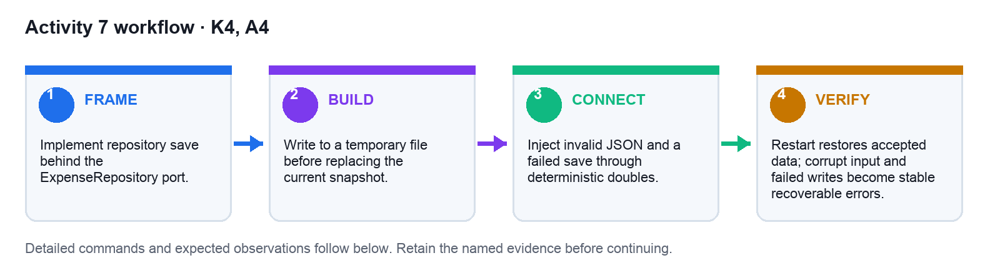 Activity 7 workflow · K4, A4
1
FRAME
Implement repository save
behind the
ExpenseRepository port.
2
BUILD
Write to a temporary file
before replacing the
current snapshot.
3
CONNECT
Inject invalid JSON and a
failed save through
deterministic doubles.
4
VERIFY
Restart restores accepted
data; corrupt input and
failed writes become stable
recoverable errors.
Detailed commands and expected observations follow below. Retain the named evidence before continuing.